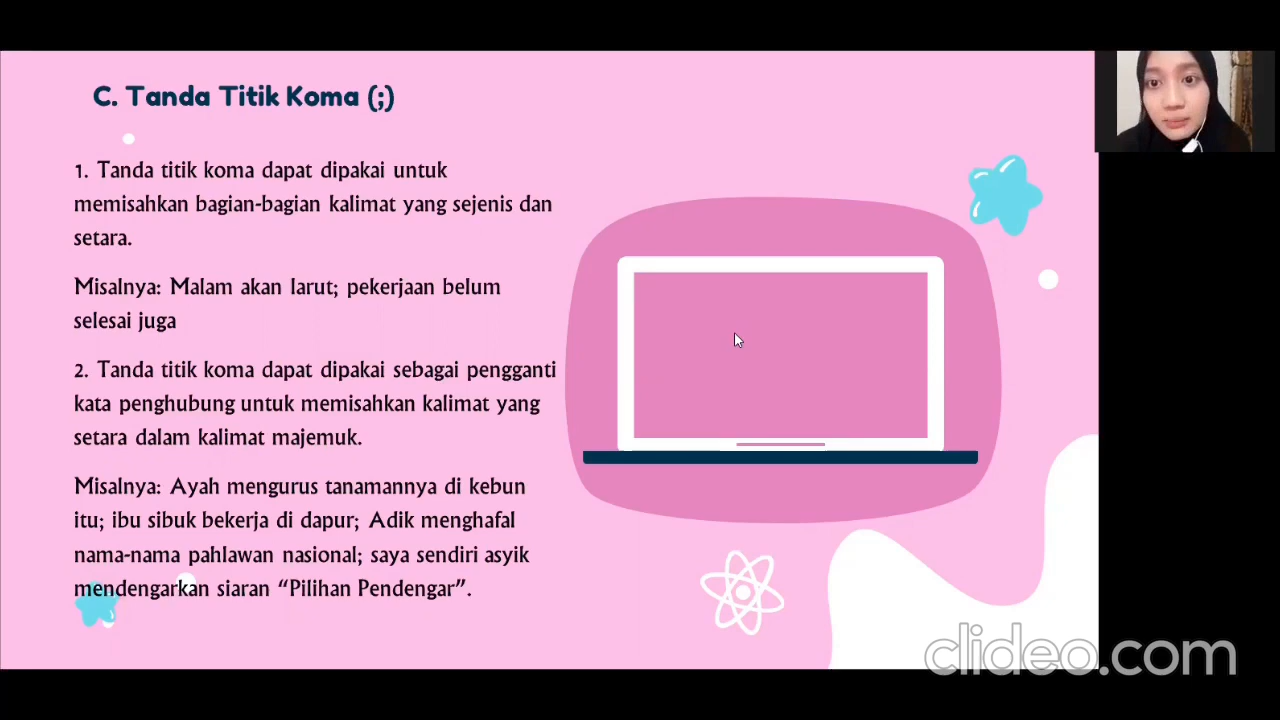 C. Tanda Titik Koma (;)
1. Tanda titik koma dapat dipakai untuk
memisahkan bagian-bagian kalimat yang sejenis dan
setara.
Misalnya: Malam akan larut; pekerjaan belum
selesai juga
2. Tanda titik koma dapat dipakai sebagai pengganti
kata penghubung untuk memisahkan kalimat yang
setara dalam kalimat majemuk.
Misalnya: Ayah mengurus tanamannya di kebun
itu; ibu sibuk bekerja di dapur; Adik menghafal
nama-nama pahlawan nasional; saya sendiri asyik
mendengarkan siaran “Pilihan Pendengar”.
clideo.com